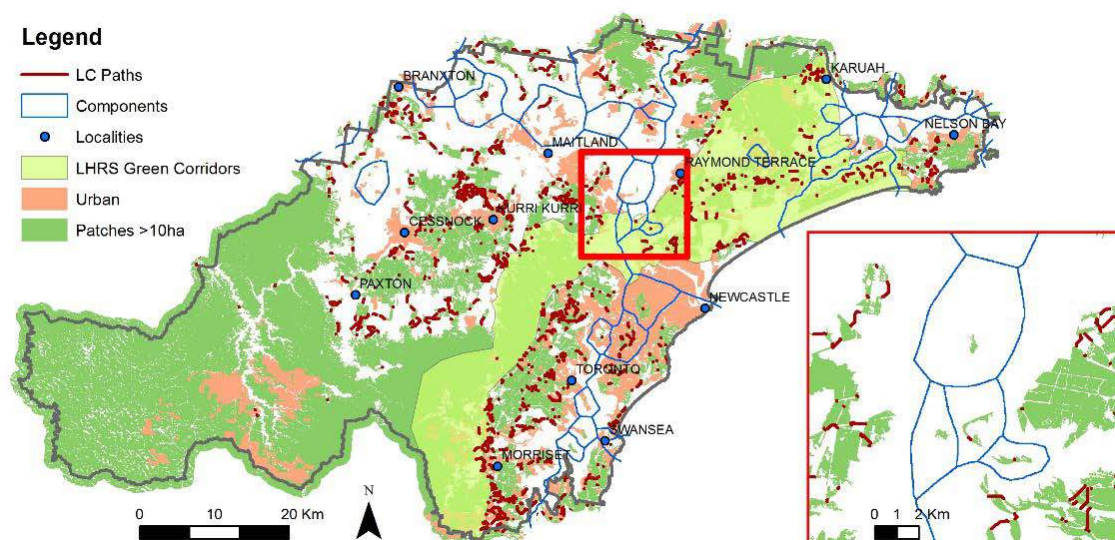 Legend
LC Paths
Components
Localities
LHRS Green Corridors
Urban
Patches >10ha
BRANXTON
KARUAH
NELSON BAY
MAITLAND
RAYMOND TERRACE
KURRI KURRI
CESSNOCK
PAXTON
NEWCASTLE
TORONTO
SWANSEA
MORRISET
N
0 10 20 Km
0 1 2 Km